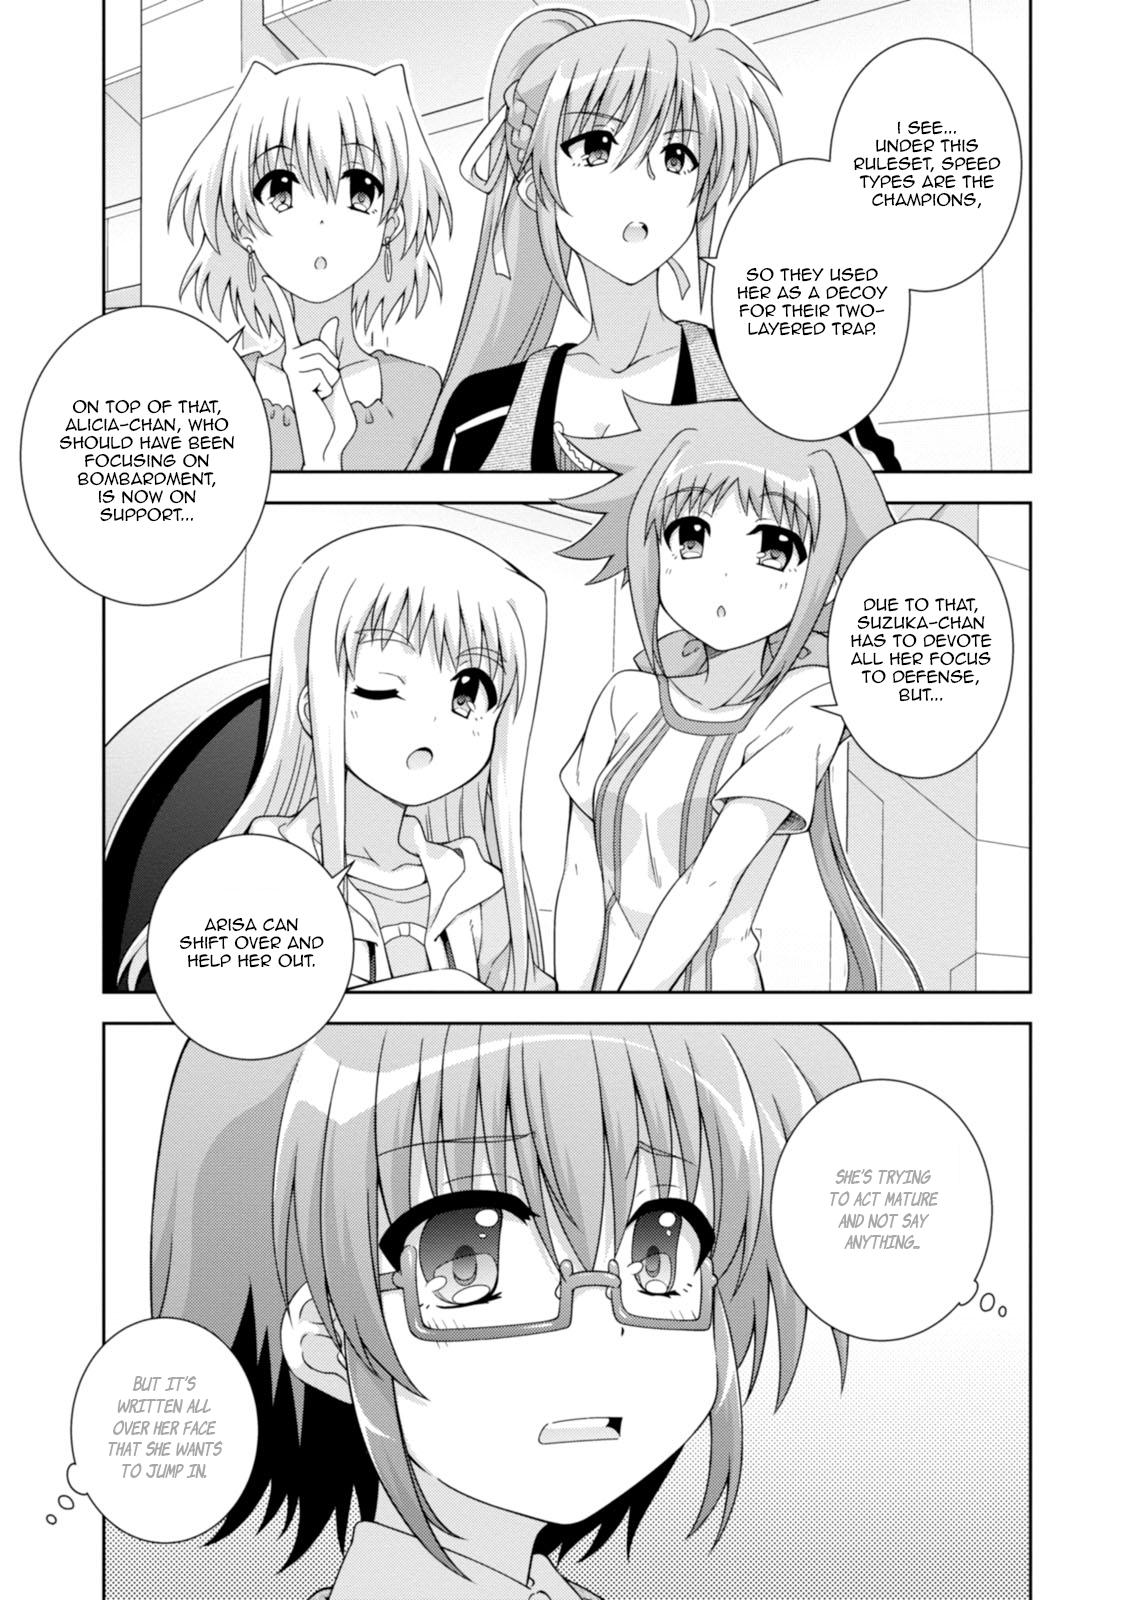 I SEE...
UNDER THIS
RULESET, SPEED
TYPES ARE THE
CHAMPIONS,
SO THEY USED
HER AS A DECOY
FOR THEIR TWO-
LAYERED TRAP.
ON TOP OF THAT,
ALICIA-CHAN, WHO
SHOULD HAVE BEEN
FOCUSING ON
BOMBARDMENT,
IS NOW ON
SUPPORT...
DUE TO THAT,
SUZUKA-CHAN
HAS TO DEVOTE
ALL HER FOCUS
TO DEFENSE,
BUT...
ARISA CAN
SHIFT OVER AND
HELP HER OUT.
SHE'S TRYING
TO ACT MATURE
AND NOT SAY
ANYTHING...
BUT IT'S
WRITTEN ALL
OVER HER FACE
THAT SHE WANTS
TO JUMP IN.